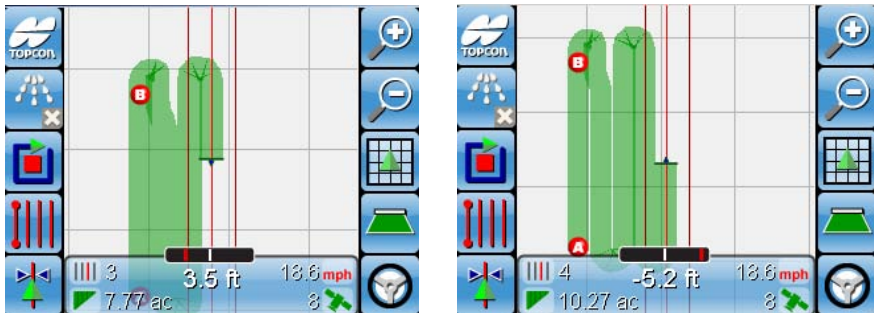 TOPCON
B
3
3.5 ft
18.6 mph
7.77 ac
8
TOPCON
B
A
4
-5.2 ft
18.6 mph
10.27 ac
8